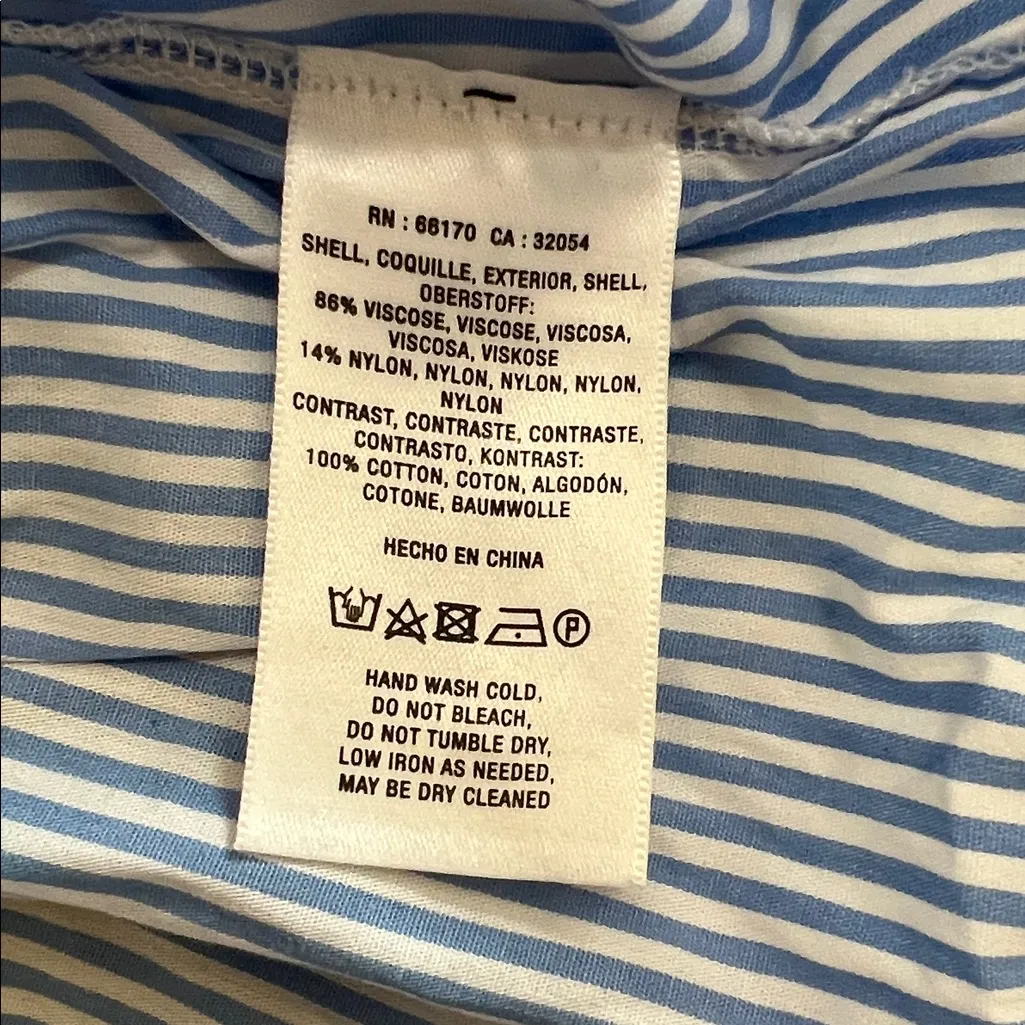 RN : 66170 CA : 32054
SHELL, COQUILLE, EXTERIOR, SHELL,
OBERSTOFF:
86% VISCOSE, VISCOSE, VISCOSA,
VISCOSA, VISKOSE
14% NYLON, NYLON, NYLON, NYLON,
NYLON
CONTRAST, CONTRASTE, CONTRASTE,
CONTRASTO, KONTRAST:
100% COTTON, COTON, ALGODÓN,
COTONE, BAUMWOLLE
HECHO EN CHINA
P
HAND WASH COLD,
DO NOT BLEACH,
DO NOT TUMBLE DRY,
LOW IRON AS NEEDED,
MAY BE DRY CLEANED